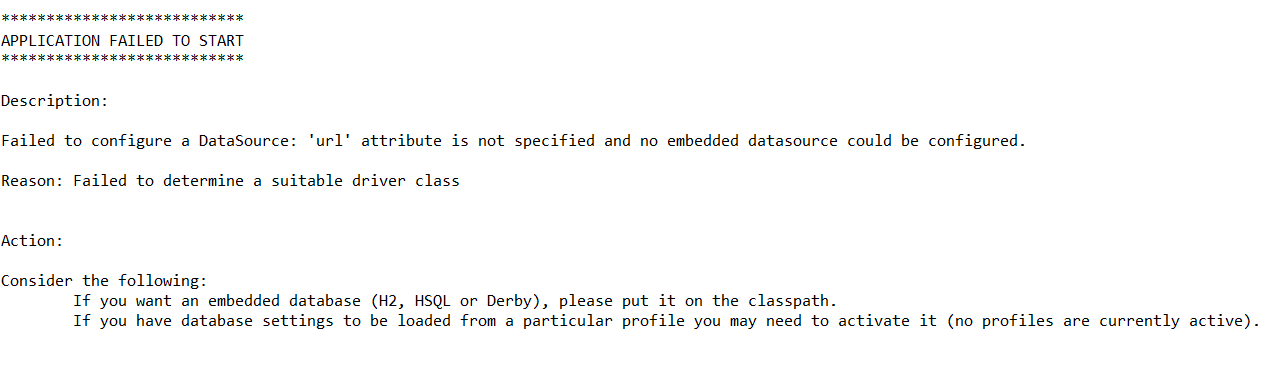 ***************************
APPLICATION FAILED TO START
***************************
Description:
Failed to configure a DataSource: 'url' attribute is not specified and no embedded datasource could be configured.
Reason: Failed to determine a suitable driver class
Action:
Consider the following:
If you want an embedded database (H2, HSQL or Derby), please put it on the classpath.
If you have database settings to be loaded from a particular profile you may need to activate it (no profiles are currently active).